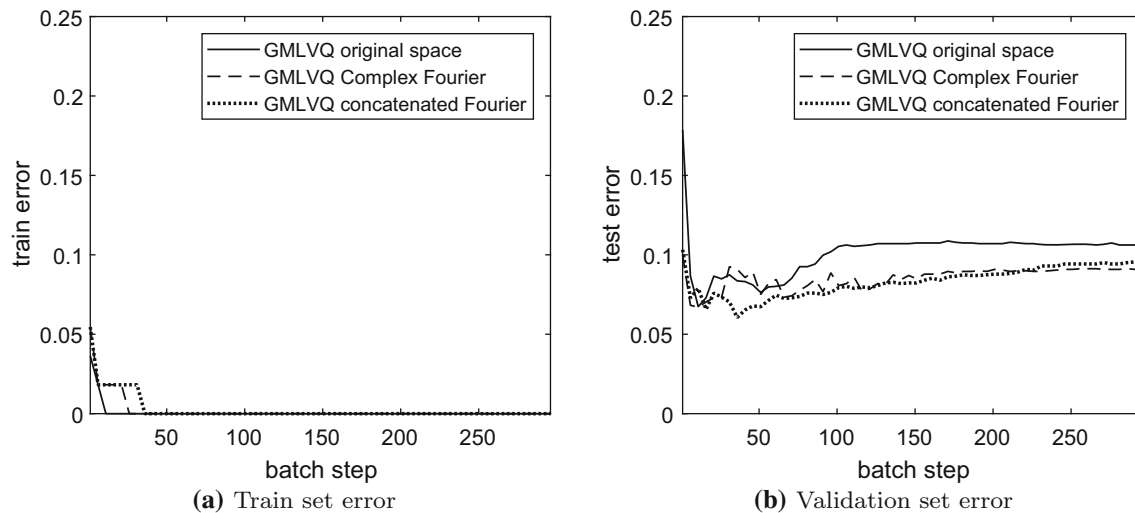 0.25
0.2
0.15
0.1
0.05
0
train error
GMLVQ original space
GMLVQ Complex Fourier
GMLVQ concatenated Fourier
50 100 150 200 250
batch step
(a) Train set error
0.25
0.2
0.15
0.1
0.05
0
test error
GMLVQ original space
GMLVQ Complex Fourier
GMLVQ concatenated Fourier
50 100 150 200 250
batch step
(b) Validation set error